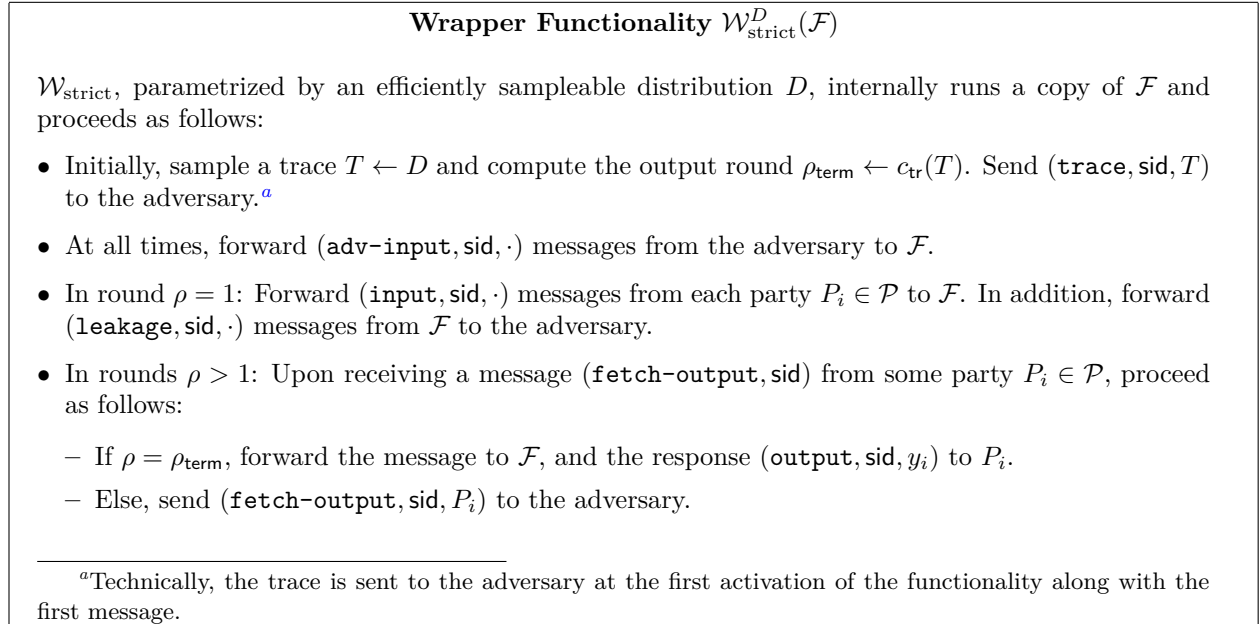 Wrapper Functionality 𝒲ᴰ_strict(ℱ)
𝒲_strict, parametrized by an efficiently sampleable distribution D, internally runs a copy of ℱ and
proceeds as follows:
• Initially, sample a trace T ← D and compute the output round ρ_term ← c_tr(T). Send (trace, sid, T)
to the adversary.ᵃ
• At all times, forward (adv-input, sid, ·) messages from the adversary to ℱ.
• In round ρ = 1: Forward (input, sid, ·) messages from each party P_i ∈ 𝒫 to ℱ. In addition, forward
(leakage, sid, ·) messages from ℱ to the adversary.
• In rounds ρ > 1: Upon receiving a message (fetch-output, sid) from some party P_i ∈ 𝒫, proceed
as follows:
– If ρ = ρ_term, forward the message to ℱ, and the response (output, sid, y_i) to P_i.
– Else, send (fetch-output, sid, P_i) to the adversary.
ᵃTechnically, the trace is sent to the adversary at the first activation of the functionality along with the
first message.